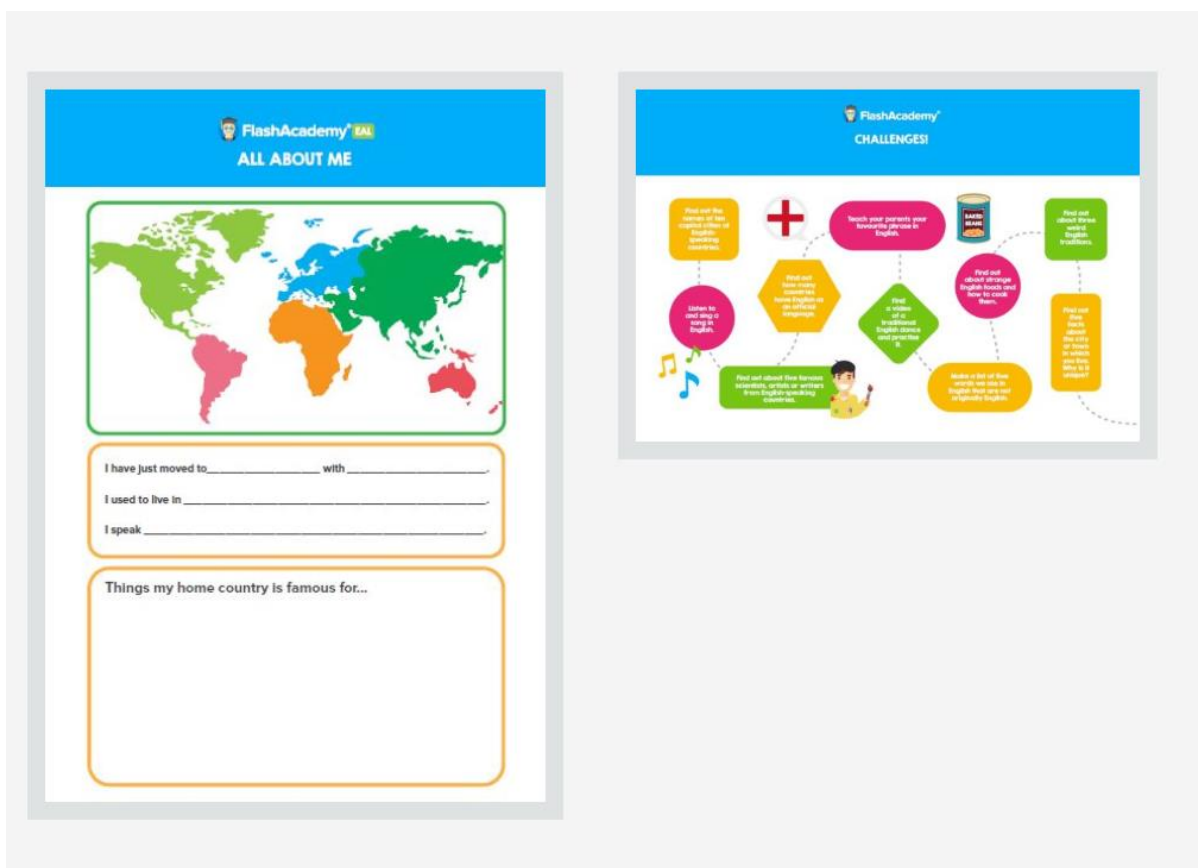 FlashAcademy® EAL
ALL ABOUT ME
I have just moved to____________________ with _________________________.
I used to live in ______________________________________________________.
I speak _____________________________________________________________.
Things my home country is famous for...
FlashAcademy®
CHALLENGES!
Find out the
names of ten
capital cities of
English-
speaking
countries.
Listen to
and sing a
song in
English.
Find out about five famous
scientists, artists or writers
from English-speaking
countries.
Find out
how many
countries
have English as
an official
language.
Teach your parents your
favourite phrase in
English.
Find
a video
of a
traditional
English dance
and practise
it.
Make a list of five
words we use in
English that are not
originally English.
Find out
about strange
English foods and
how to cook
them.
BAKED
BEANS
Find out
about three
weird
English
traditions.
Find out
five
facts
about
the city
or town
in which
you live.
Why is it
unique?